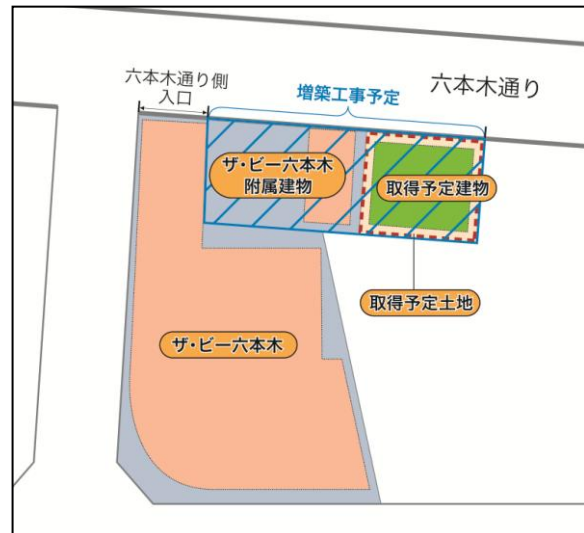 六本木通り側
入口
増築工事予定
六本木通り
ザ・ビー六本木
附属建物
取得予定建物
取得予定土地
ザ・ビー六本木